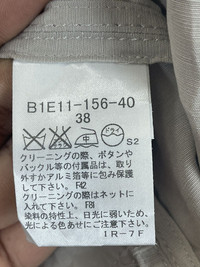 B1E11-156-40
38
ドライ
S2
クリーニングの際、ボタンや
バックル等の付属品は、取り
外すかアルミ箔等に包み保護
して下さい。F42
クリーニングの際はネットに
入れて下さい。F81
染料の特性上、日光に弱いため、
光による色あせにご注意下さい。
IR-7F